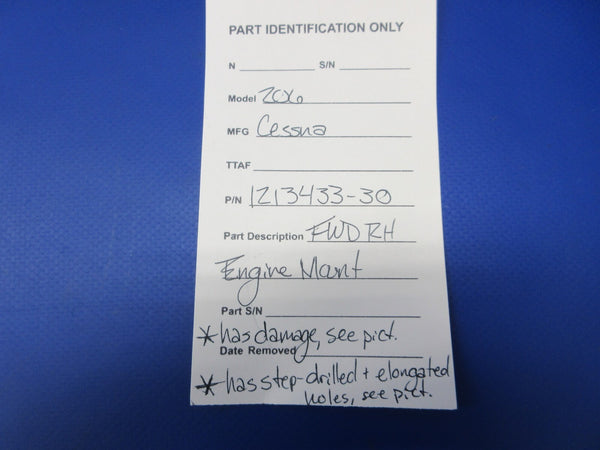 PART IDENTIFICATION ONLY
N S/N
Model 206
MFG Cessna
TTAF
P/N 1213433-30
Part Description FWD RH
Engine Mount
Part S/N
* has damage, see pict.
Date Removed
* has step-drilled + elongated
holes, see pict.